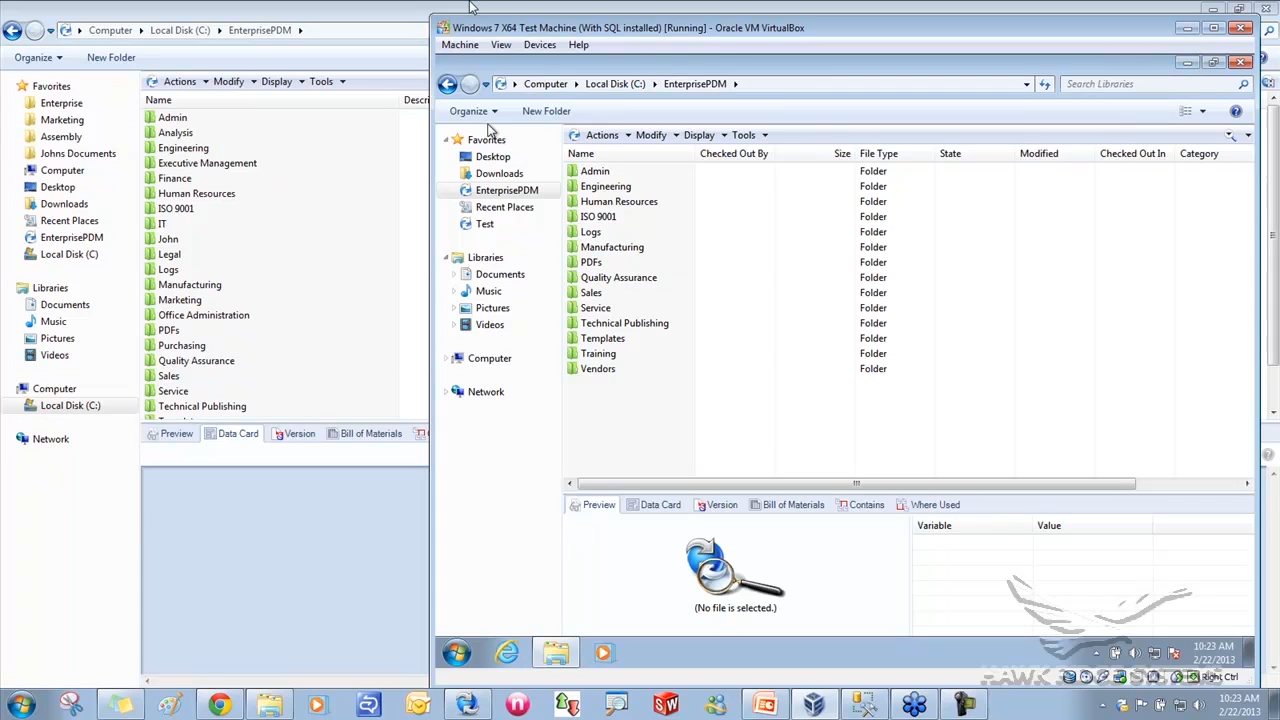 Computer Local Disk (C:) EnterprisePDM
Organize New Folder
Favorites
Enterprise
Marketing
Assembly
Johns Documents
Computer
Desktop
Downloads
Recent Places
EnterprisePDM
Local Disk (C)
Libraries
Documents
Music
Pictures
Videos
Computer
Local Disk (C:)
Network
Actions Modify Display Tools
Name Descri
Admin
Analysis
Engineering
Executive Management
Finance
Human Resources
ISO 9001
IT
John
Legal
Logs
Manufacturing
Marketing
Office Administration
PDFs
Purchasing
Quality Assurance
Sales
Service
Technical Publishing
Preview Data Card Version Bill of Materials
Windows 7 X64 Test Machine (With SQL installed) [Running] - Oracle VM VirtualBox
Machine View Devices Help
Computer Local Disk (C:) EnterprisePDM Search Libraries
Organize New Folder
Favorites
Desktop
Downloads
EnterprisePDM
Recent Places
Test
Libraries
Documents
Music
Pictures
Videos
Computer
Network
Actions Modify Display Tools
Name Checked Out By Size File Type State Modified Checked Out In Category
Admin Folder
Engineering Folder
Human Resources Folder
ISO 9001 Folder
Logs Folder
Manufacturing Folder
PDFs Folder
Quality Assurance Folder
Sales Folder
Service Folder
Technical Publishing Folder
Templates Folder
Training Folder
Vendors Folder
Preview Data Card Version Bill of Materials Contains Where Used
Variable Value
(No file is selected.)
10:23 AM
2/22/2013
Right Ctrl
10:23 AM
2/22/2013